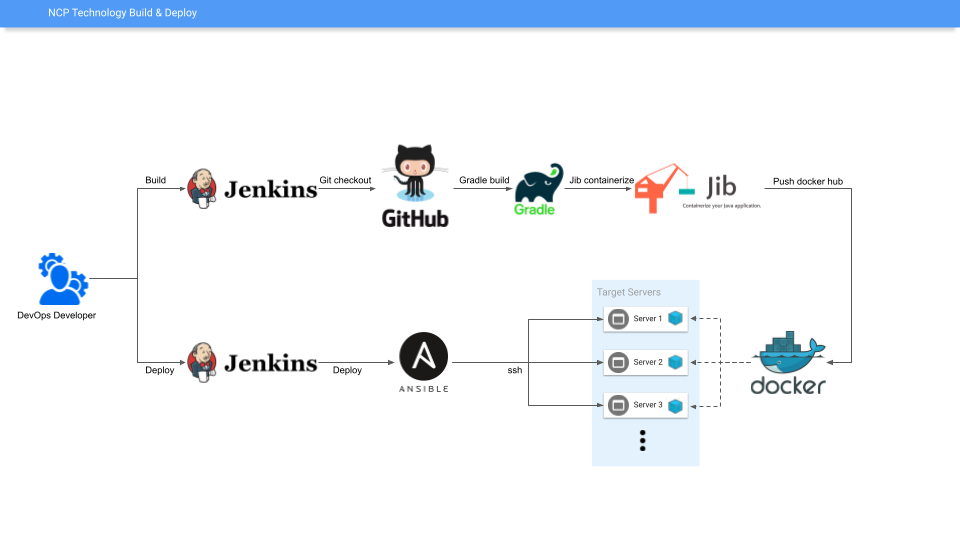 NCP Technology Build & Deploy
Build
Jenkins
Git checkout
GitHub
Gradle build
Gradle
Jib containerize
Jib
Containerize your Java application.
Push docker hub
DevOps Developer
Deploy
Jenkins
Deploy
ANSIBLE
ssh
Target Servers
Server 1
Server 2
Server 3
docker